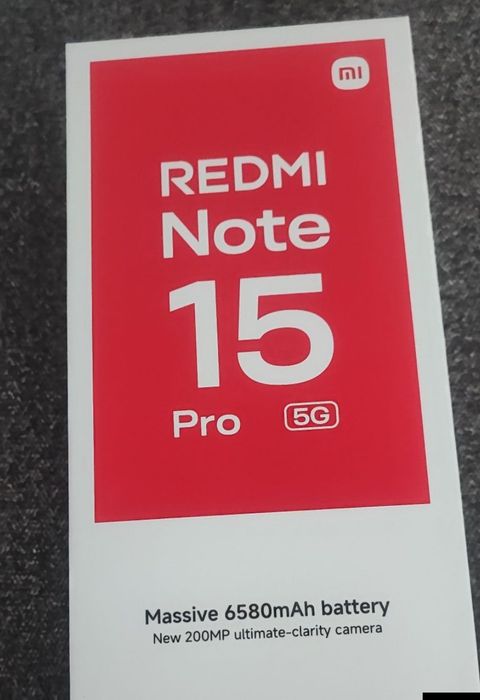 mi
REDMI
Note
15
Pro 5G
Massive 6580mAh battery
New 200MP ultimate-clarity camera